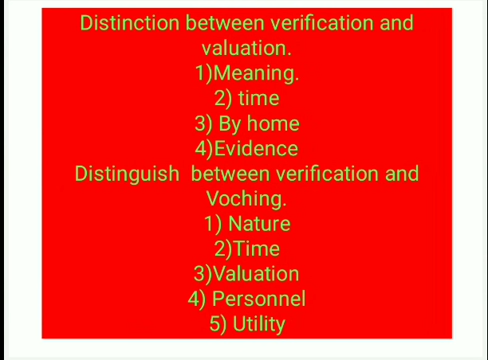 Distinction between verification and
valuation.
1)Meaning.
2) time
3) By home
4)Evidence
Distinguish  between verification and
Voching.
1) Nature
2)Time
3)Valuation
4) Personnel
5) Utility